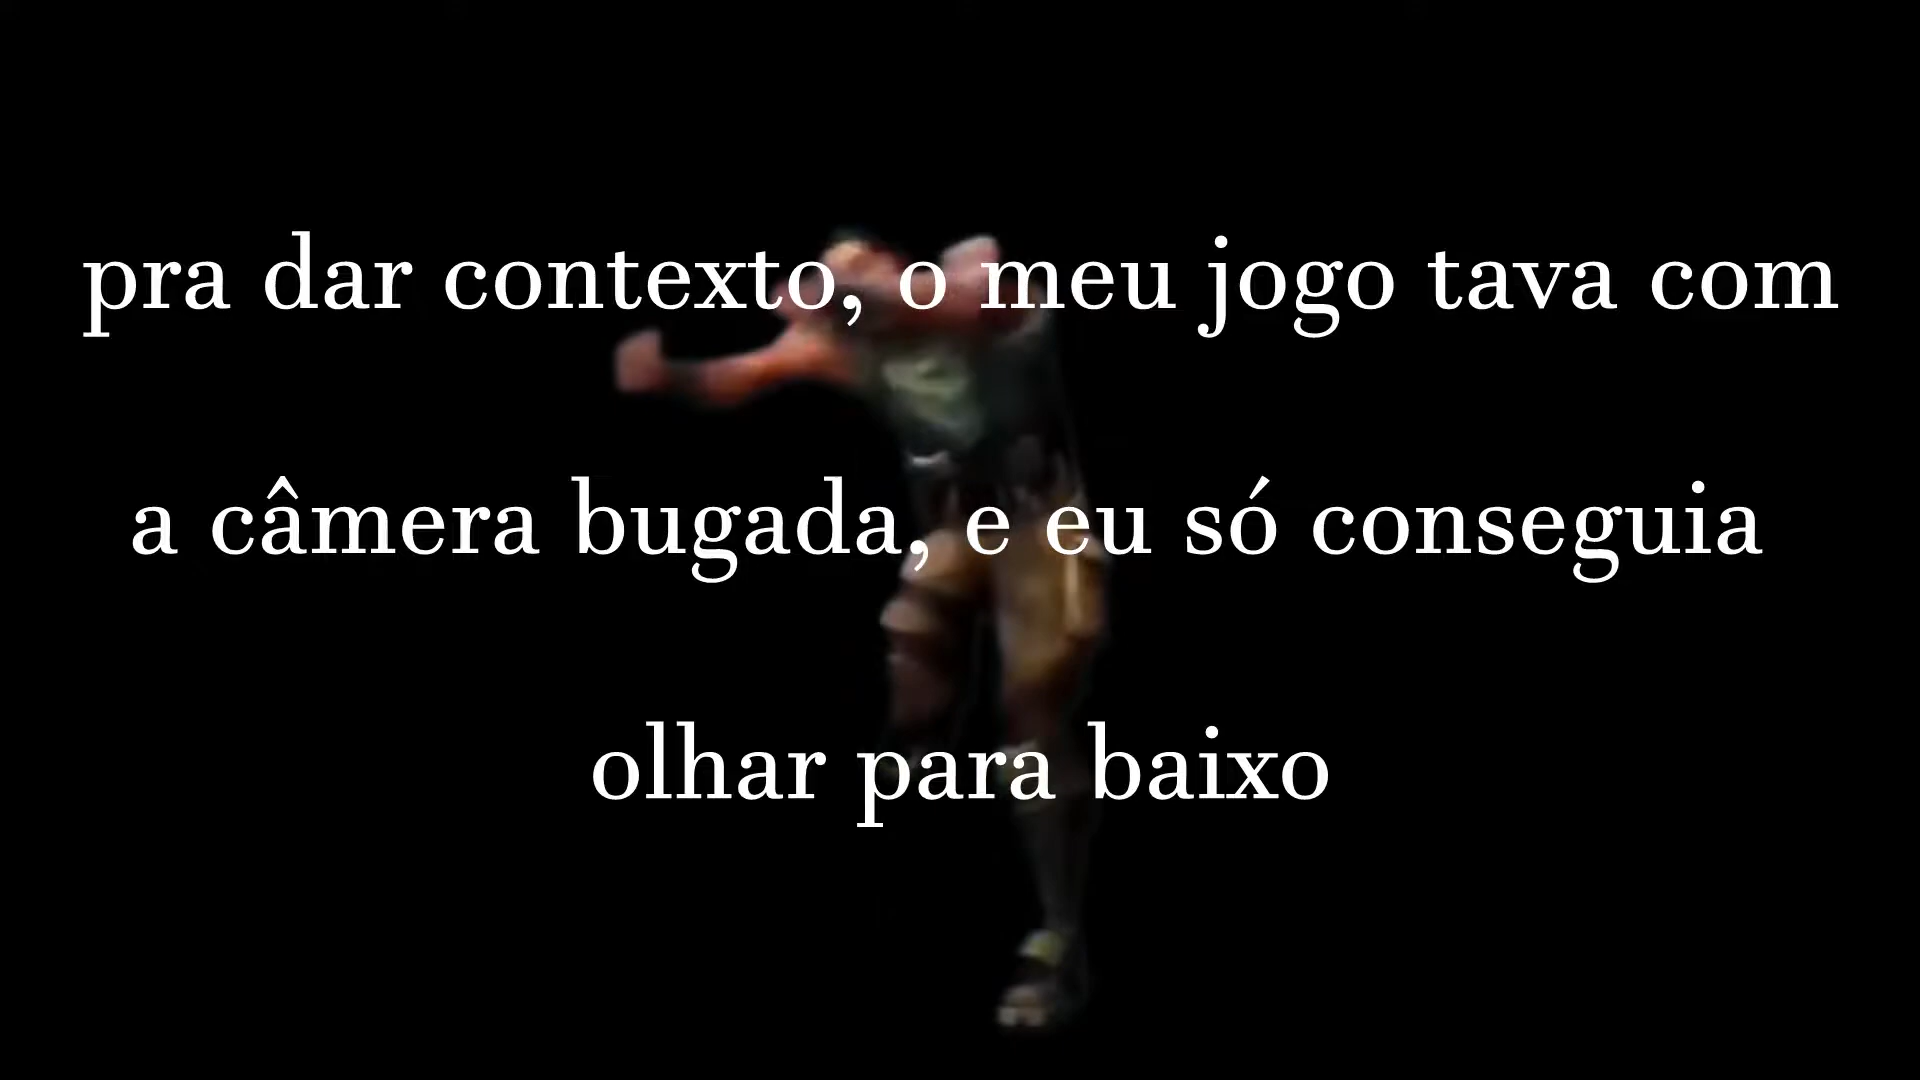 pra dar contexto, o meu jogo tava com
a câmera bugada, e eu só conseguia
olhar para baixo